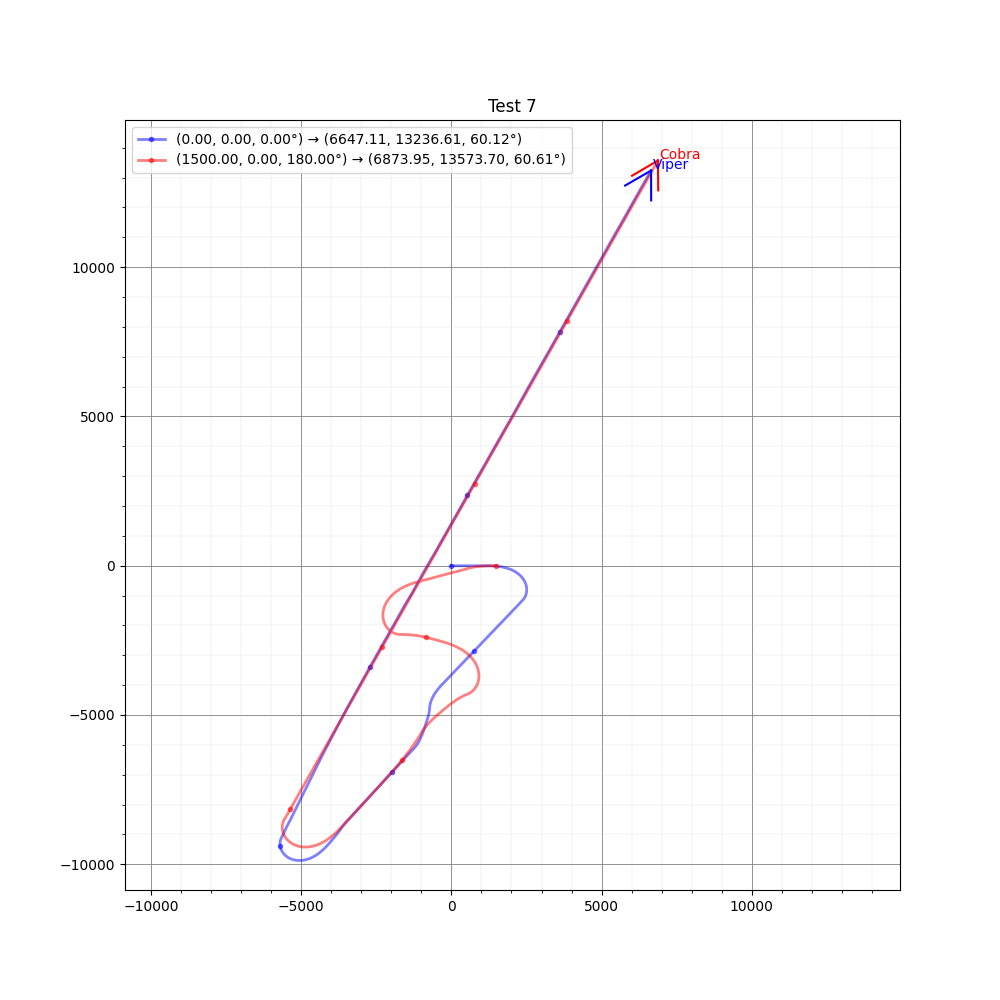 Test 7
(0.00, 0.00, 0.00°) → (6647.11, 13236.61, 60.12°)
(1500.00, 0.00, 180.00°) → (6873.95, 13573.70, 60.61°)
Cobra
Viper
10000
5000
0
−5000
−10000
−10000
−5000
0
5000
10000